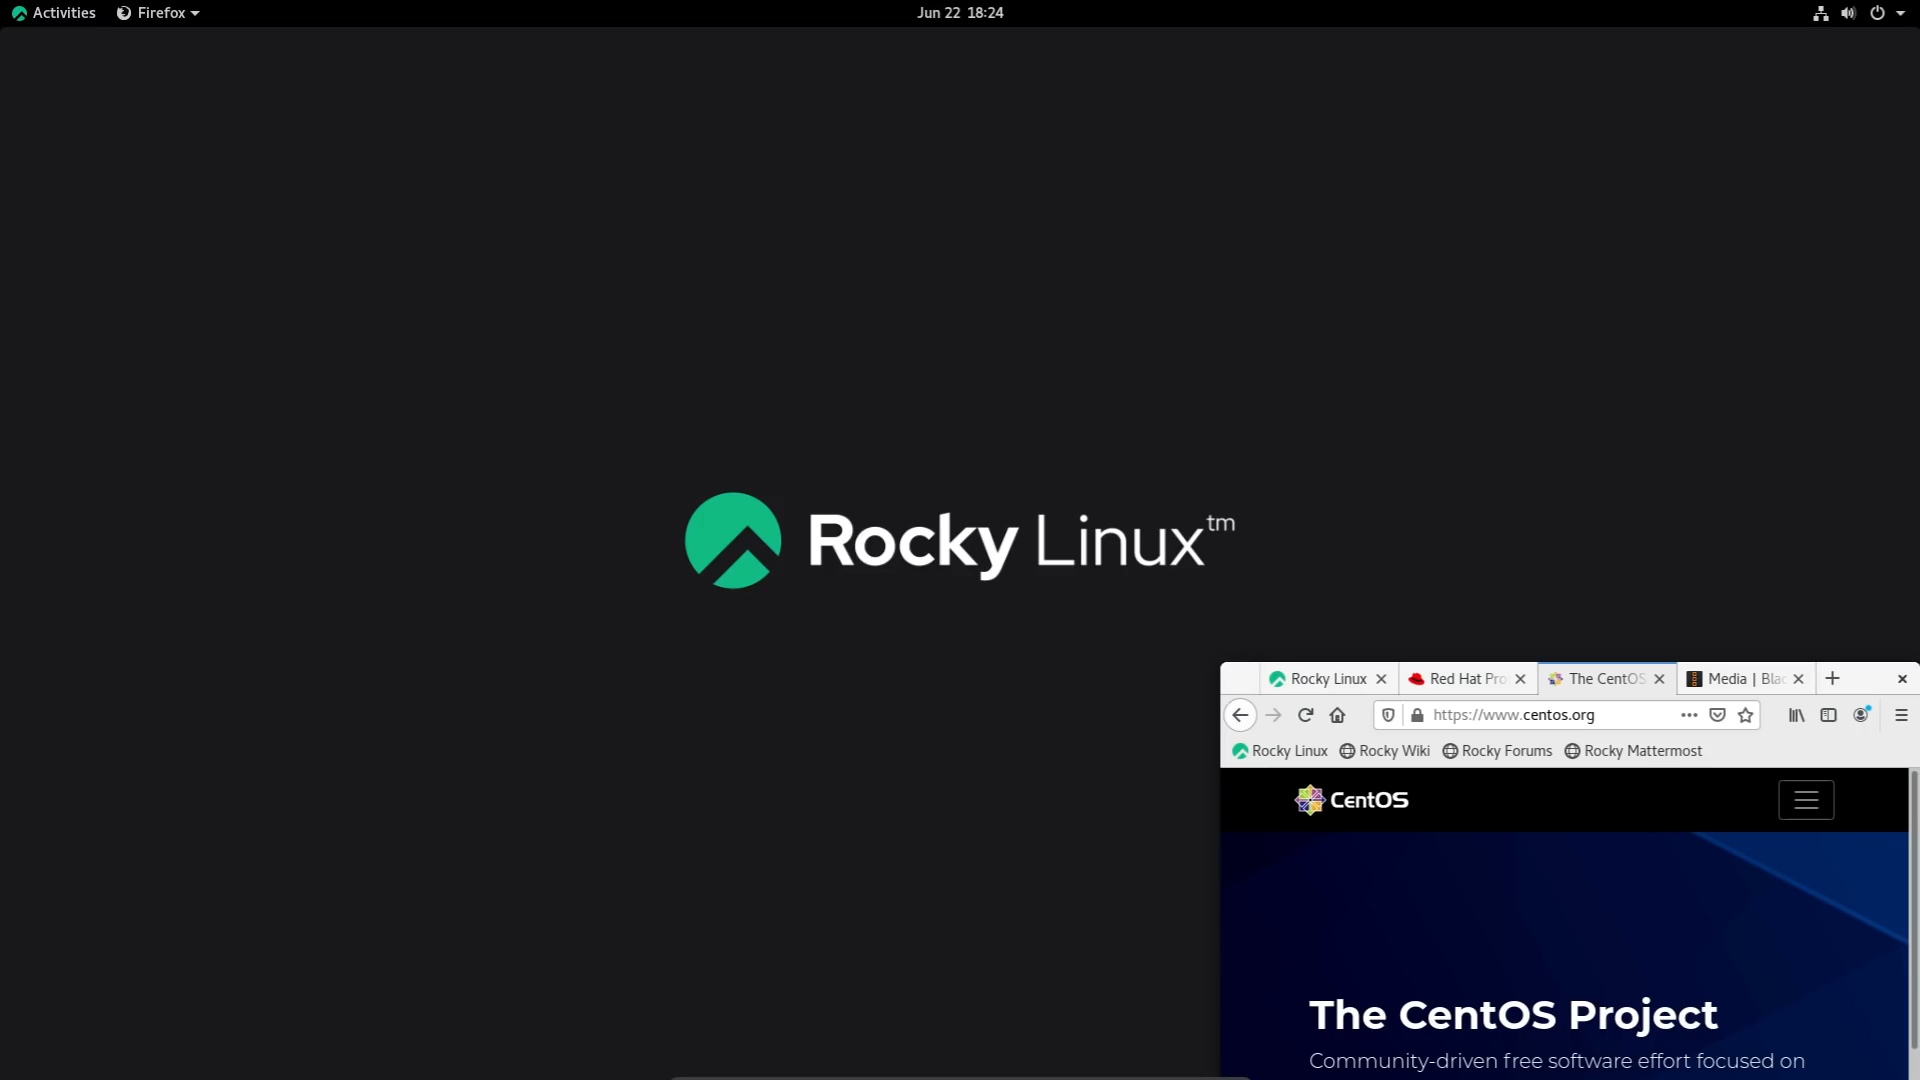 Activities Firefox Jun 22 18:24
Rocky Linux™
Rocky Linux Red Hat Pro The CentOS Media | Blac
https://www.centos.org
Rocky Linux Rocky Wiki Rocky Forums Rocky Mattermost
CentOS
The CentOS Project
Community-driven free software effort focused on